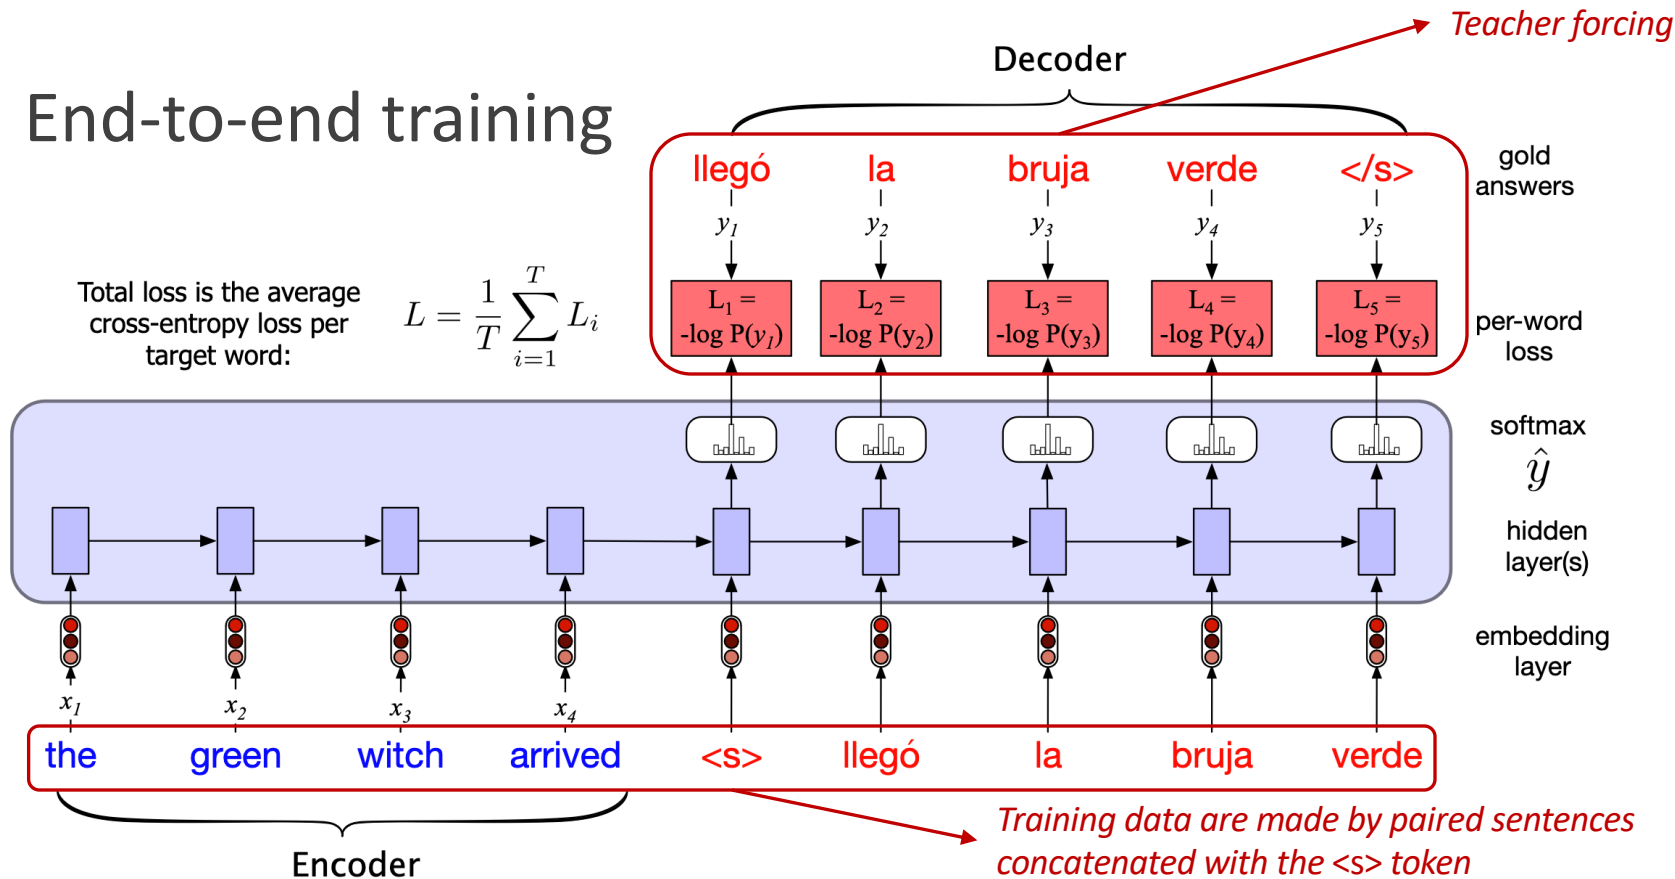 Teacher forcing
Decoder
End-to-end training
llegó la bruja verde </s>
gold
answers
y1 y2 y3 y4 y5
Total loss is the average
cross-entropy loss per
target word:
L = 1/T ∑_{i=1}^{T} L_i
L1 = L2 = L3 = L4 = L5 =
-log P(y1) -log P(y2) -log P(y3) -log P(y4) -log P(y5)
per-word
loss
softmax
ŷ
hidden
layer(s)
embedding
layer
x1 x2 x3 x4
the green witch arrived <s> llegó la bruja verde
Training data are made by paired sentences
concatenated with the <s> token
Encoder